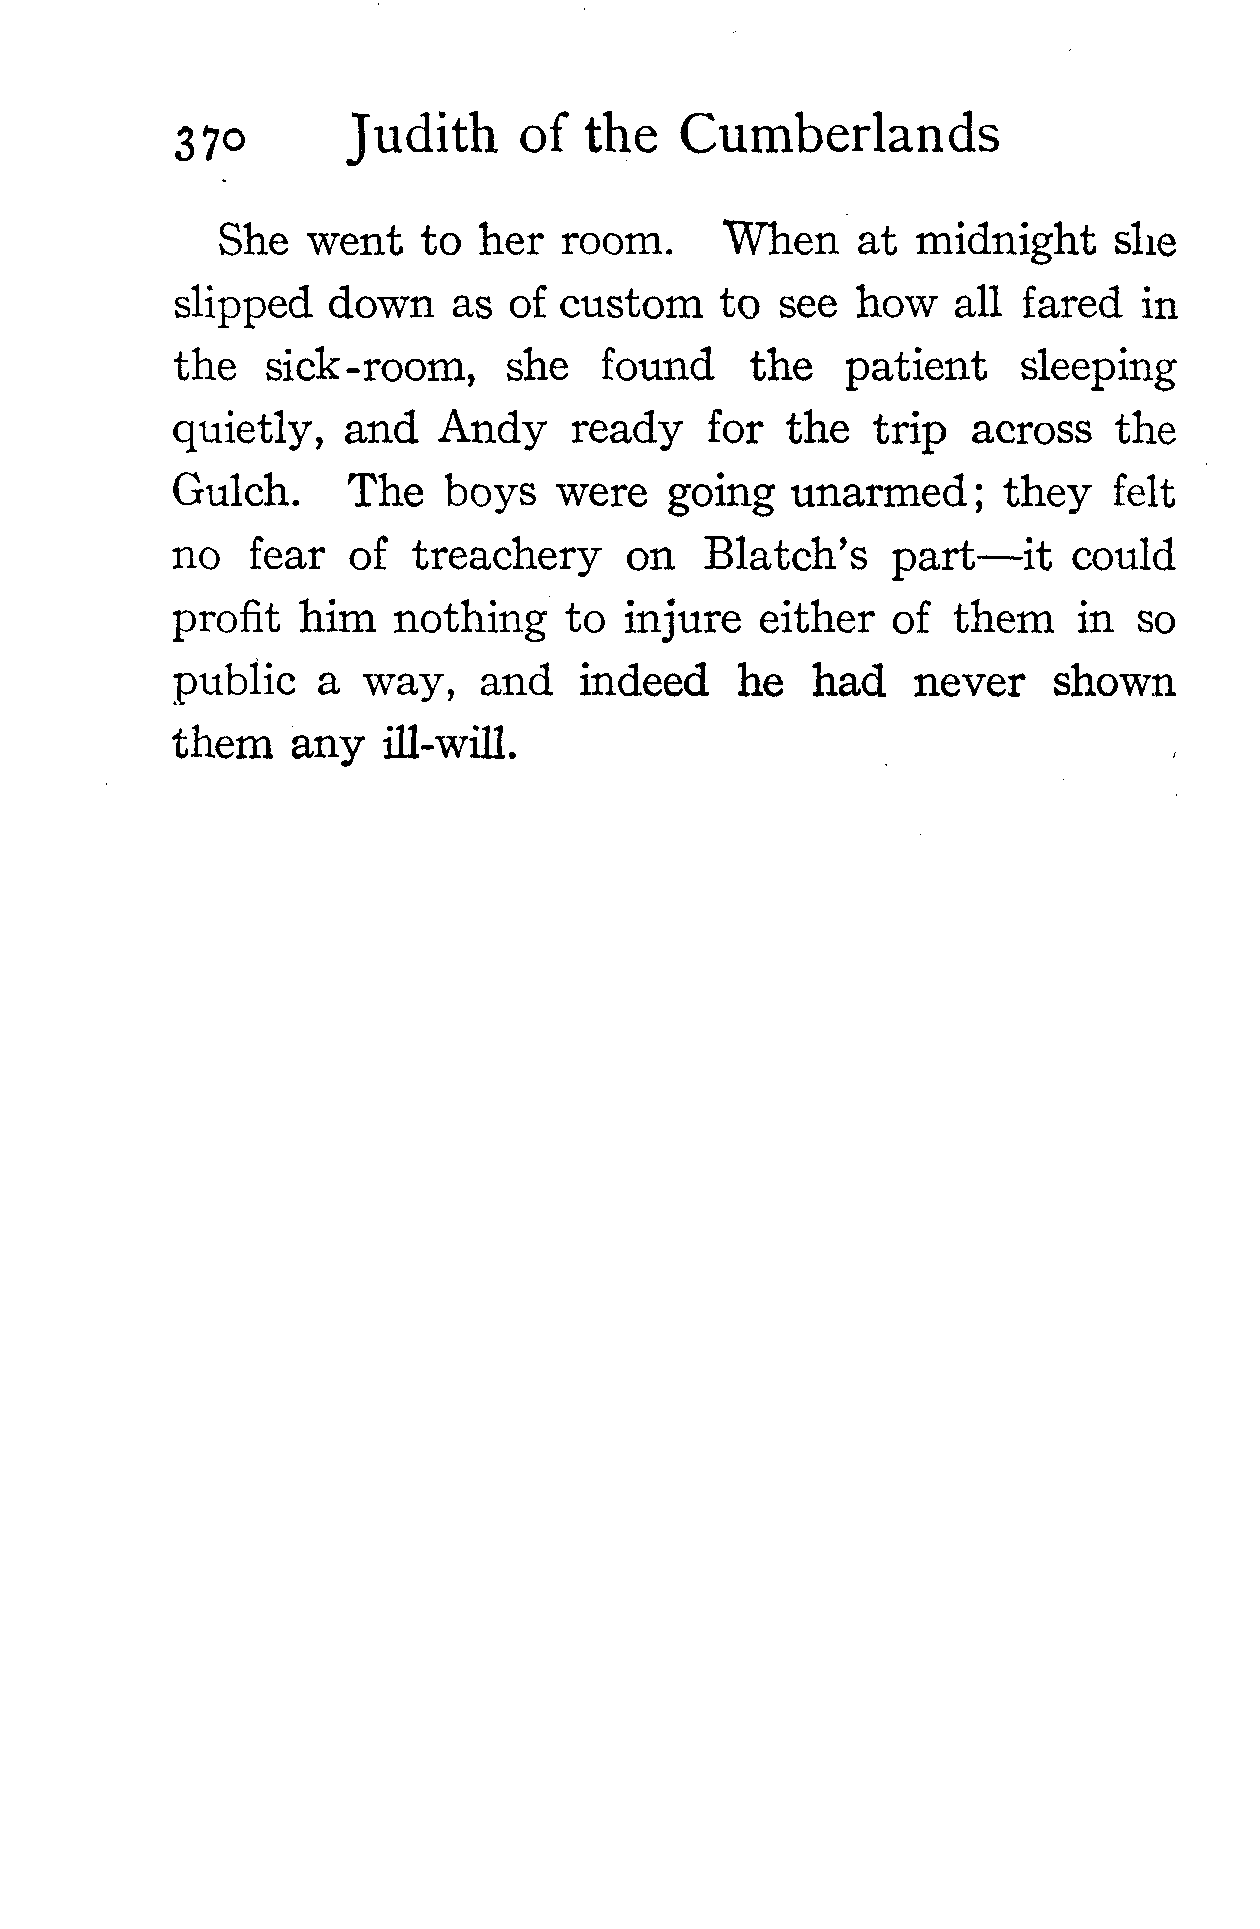 370 Judith of the Cumberlands
She went to her room. When at midnight she
slipped down as of custom to see how all fared in
the sick-room, she found the patient sleeping
quietly, and Andy ready for the trip across the
Gulch. The boys were going unarmed; they felt
no fear of treachery on Blatch's part—it could
profit him nothing to injure either of them in so
public a way, and indeed he had never shown
them any ill-will.